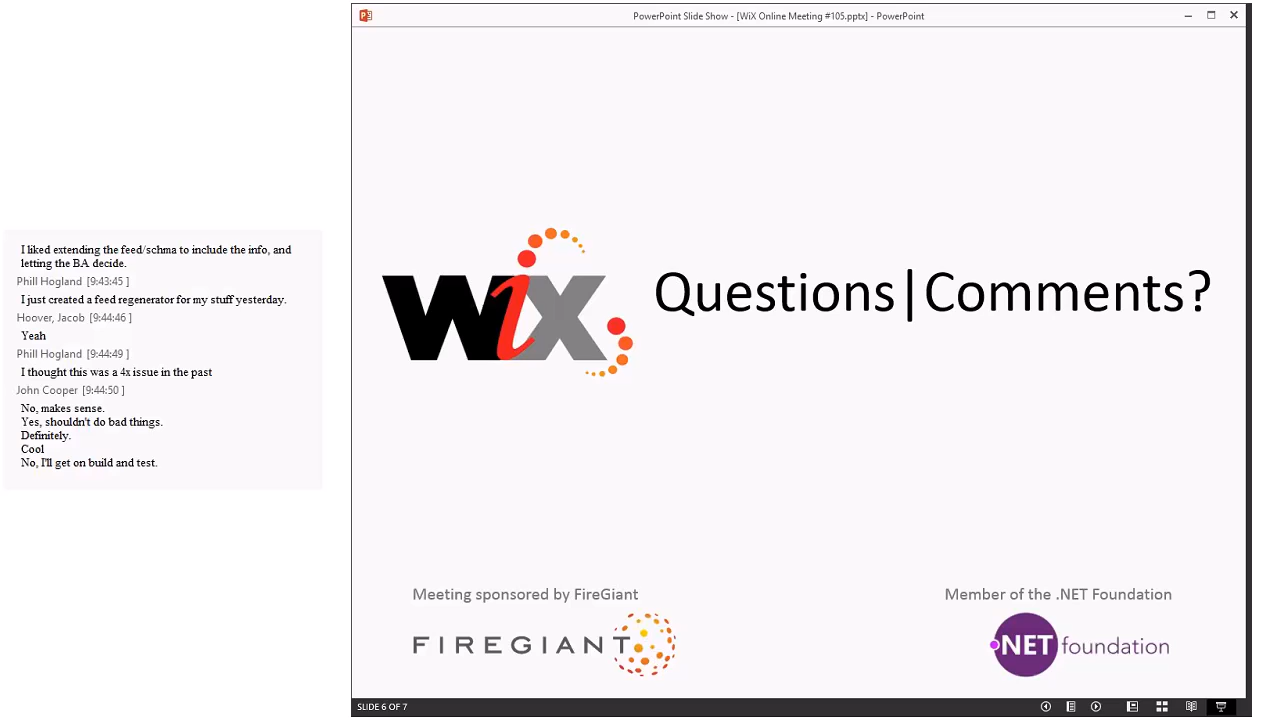 I liked extending the feed/schma to include the info, and
letting the BA decide.
Phill Hogland [9:43:45 ]
I just created a feed regenerator for my stuff yesterday.
Hoover, Jacob [9:44:46 ]
Yeah
Phill Hogland [9:44:49 ]
I thought this was a 4x issue in the past
John Cooper [9:44:50 ]
No, makes sense.
Yes, shouldn't do bad things.
Definitely.
Cool
No, I'll get on build and test.
PowerPoint Slide Show - [WiX Online Meeting #105.pptx] - PowerPoint
WiX
Questions|Comments?
Meeting sponsored by FireGiant
FIREGIANT
Member of the .NET Foundation
.NET foundation
SLIDE 6 OF 7